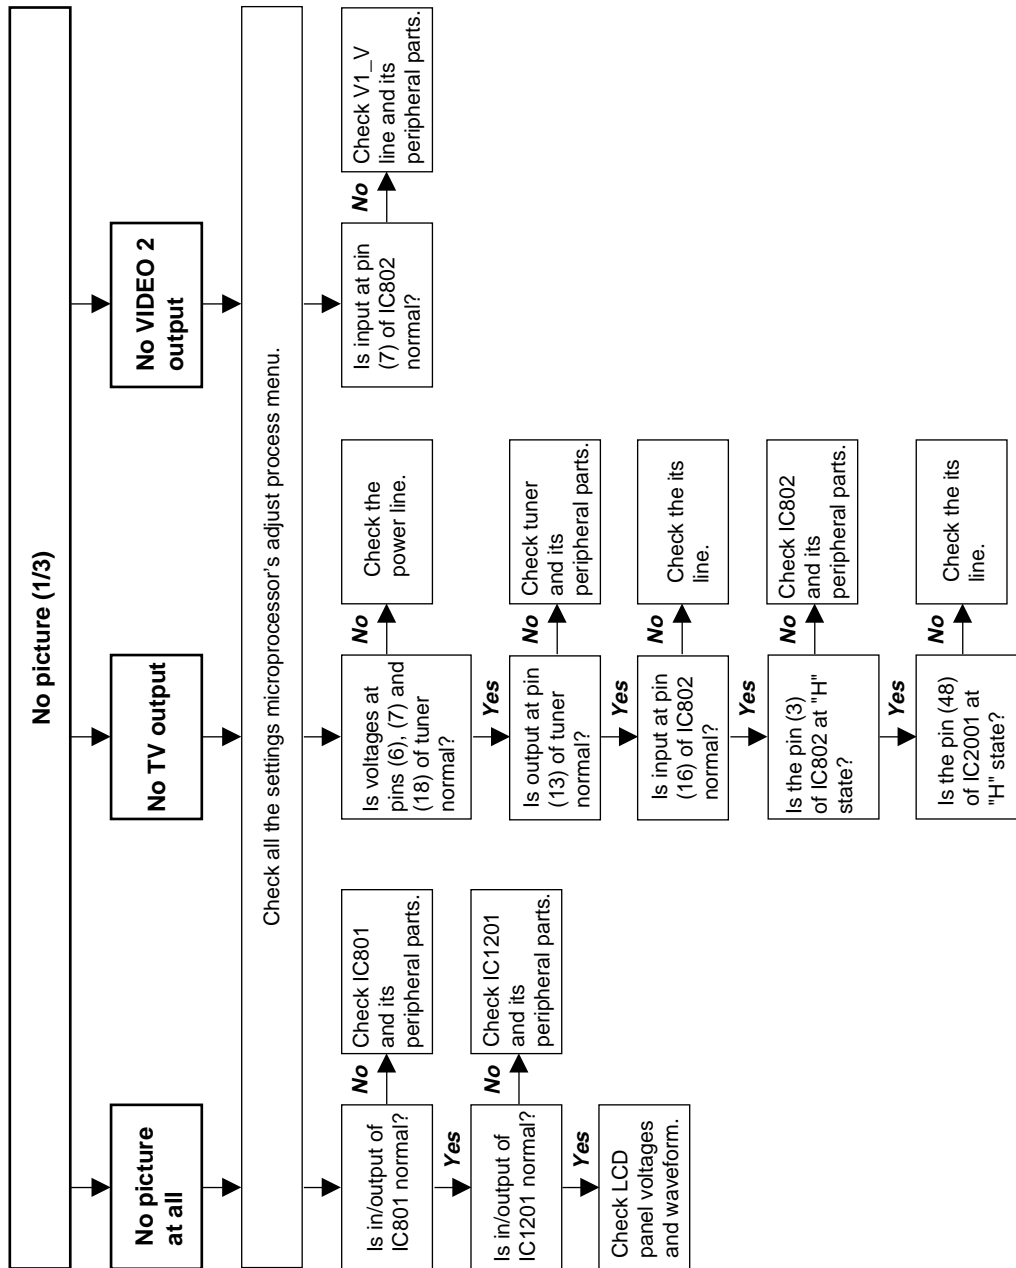 No picture (1/3)
No picture
at all
No TV output
No VIDEO 2
output
Check all the settings microprocessor's adjust process menu.
Is in/output of
IC801 normal?
No
Check IC801
and its
peripheral parts.
Yes
Is in/output of
IC1201 normal?
No
Check IC1201
and its
peripheral parts.
Yes
Check LCD
panel voltages
and waveform.
Is voltages at
pins (6), (7) and
(18) of tuner
normal?
No
Check the
power line.
Yes
Is output at pin
(13) of tuner
normal?
No
Check tuner
and its
peripheral parts.
Yes
Is input at pin
(16) of IC802
normal?
No
Check the its
line.
Yes
Is the pin (3)
of IC802 at "H"
state?
No
Check IC802
and its
peripheral parts.
Yes
Is the pin (48)
of IC2001 at
"H" state?
No
Check the its
line.
Is input at pin
(7) of IC802
normal?
No
Check V1_V
line and its
peripheral parts.